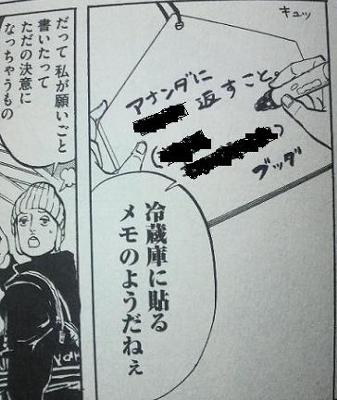 キュッ
アナンダに
返すこと。
(
)
ブッダ
冷蔵庫に貼る
メモのようだねぇ
だって 私が願いごと
書いたって
ただの決意に
なっちゃうもの